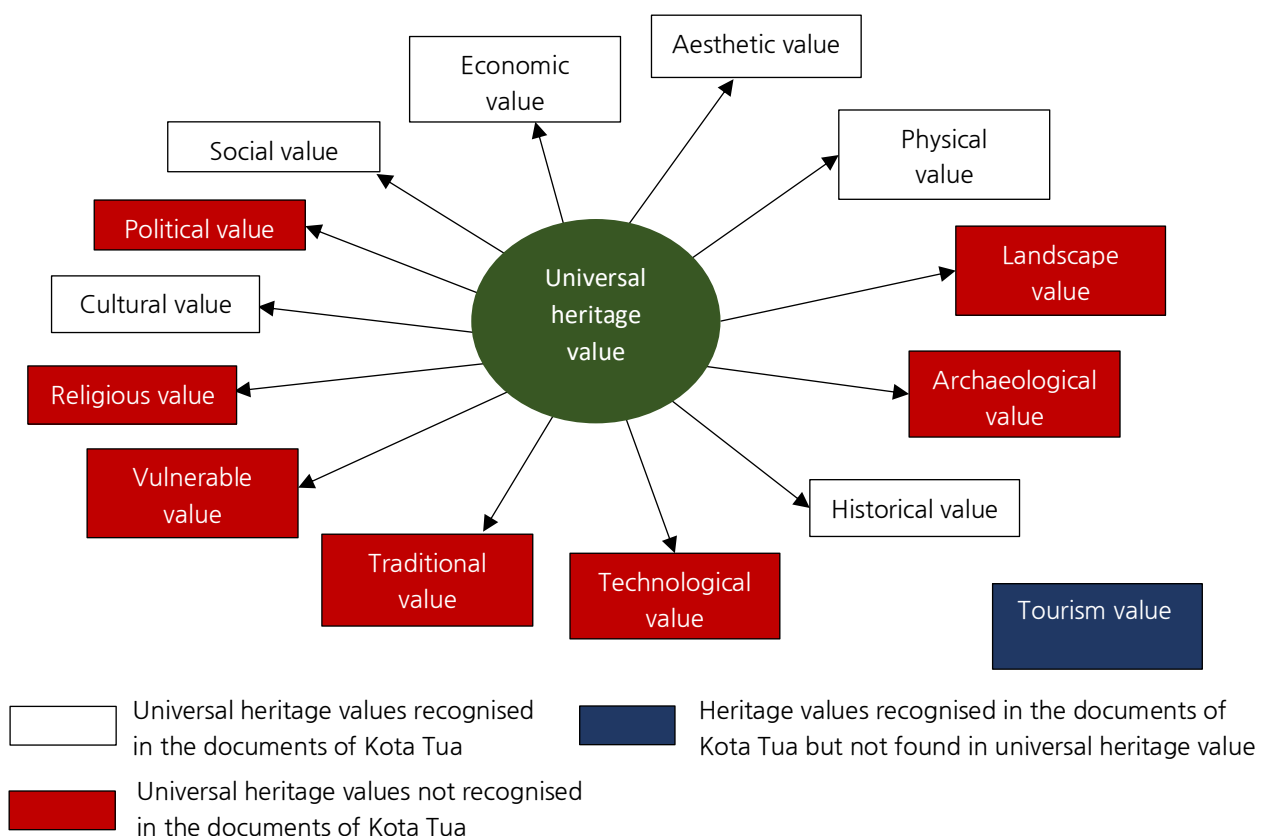 Aesthetic value
Economic
value
Physical
value
Social value
Political value
Landscape
value
Universal
heritage
value
Cultural value
Religious value
Archaeological
value
Vulnerable
value
Historical value
Traditional
value
Technological
value
Tourism value
Universal heritage values recognised
in the documents of Kota Tua
Heritage values recognised in the documents of
Kota Tua but not found in universal heritage value
Universal heritage values not recognised
in the documents of Kota Tua